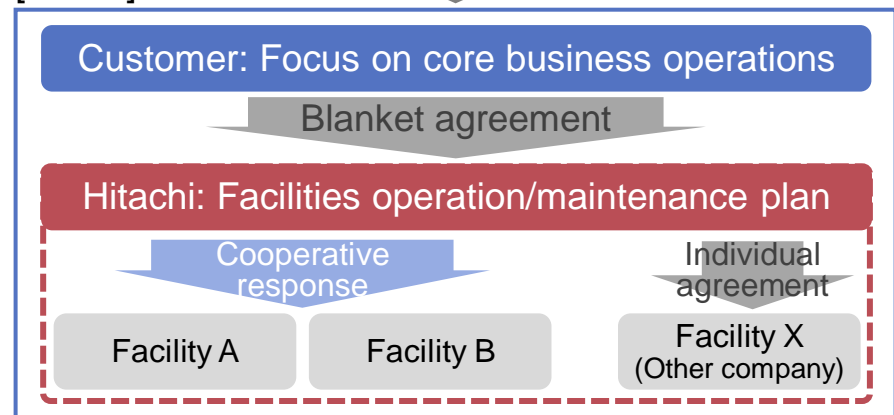 Customer: Focus on core business operations
Blanket agreement
Hitachi: Facilities operation/maintenance plan
Cooperative
response
Individual
agreement
Facility A
Facility B
Facility X
(Other company)